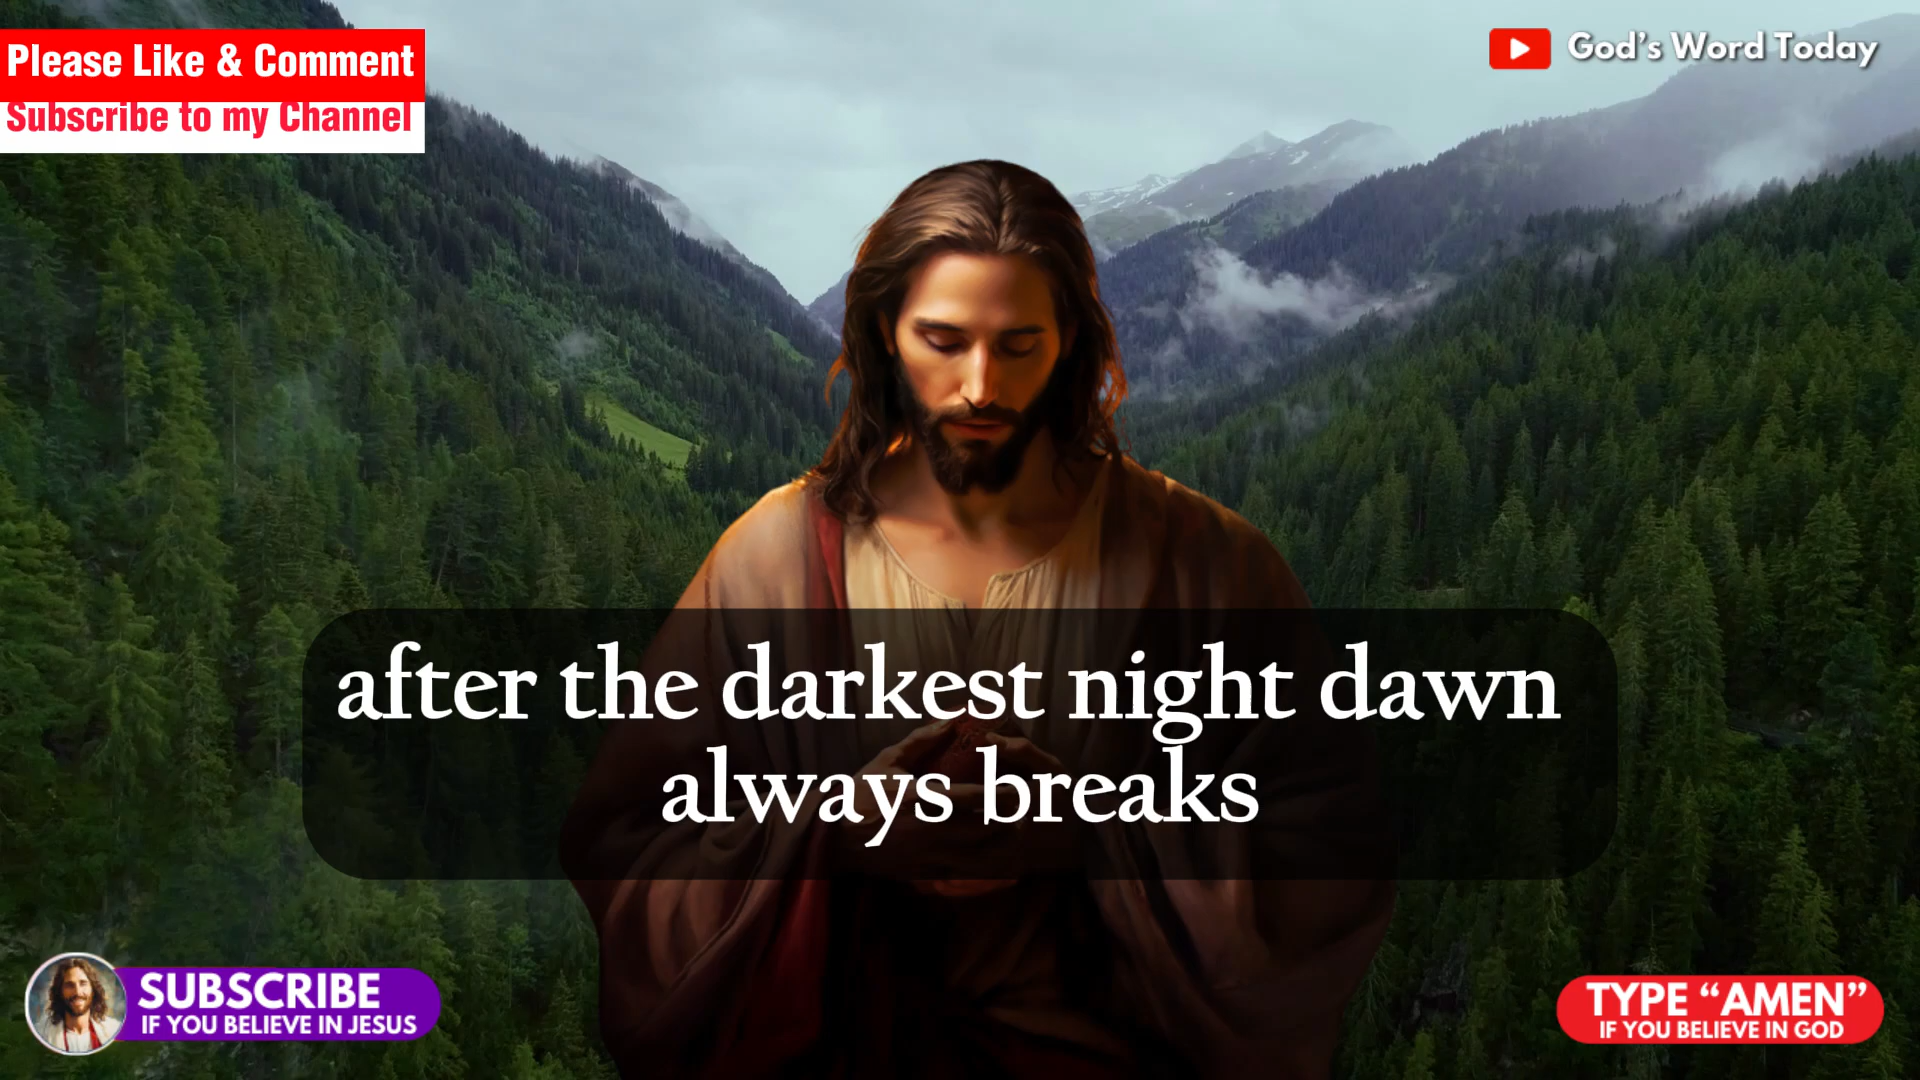 Please Like & Comment
Subscribe to my Channel
God's Word Today
after the darkest night dawn
always breaks
SUBSCRIBE
IF YOU BELIEVE IN JESUS
TYPE “AMEN”
IF YOU BELIEVE IN GOD